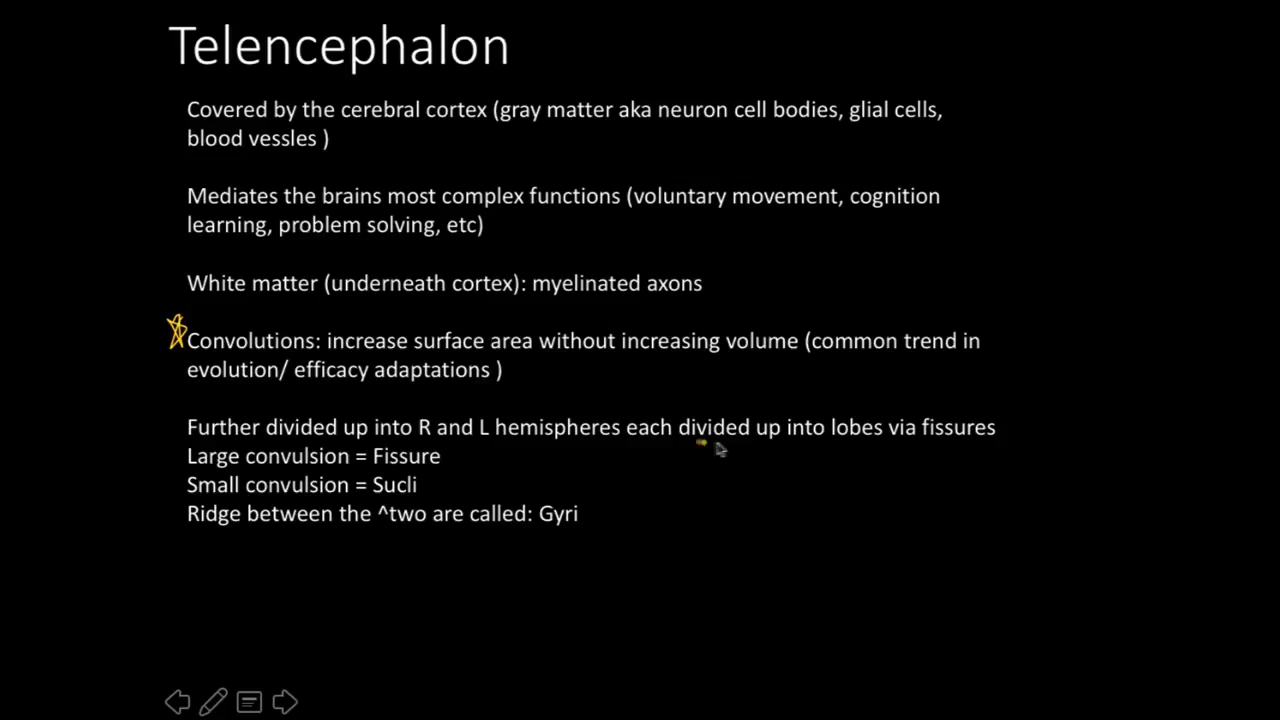 Telencephalon
Covered by the cerebral cortex (gray matter aka neuron cell bodies, glial cells,
blood vessles )
Mediates the brains most complex functions (voluntary movement, cognition
learning, problem solving, etc)
White matter (underneath cortex): myelinated axons
Convolutions: increase surface area without increasing volume (common trend in
evolution/ efficacy adaptations )
Further divided up into R and L hemispheres each divided up into lobes via fissures
Large convulsion = Fissure
Small convulsion = Sucli
Ridge between the ^two are called: Gyri